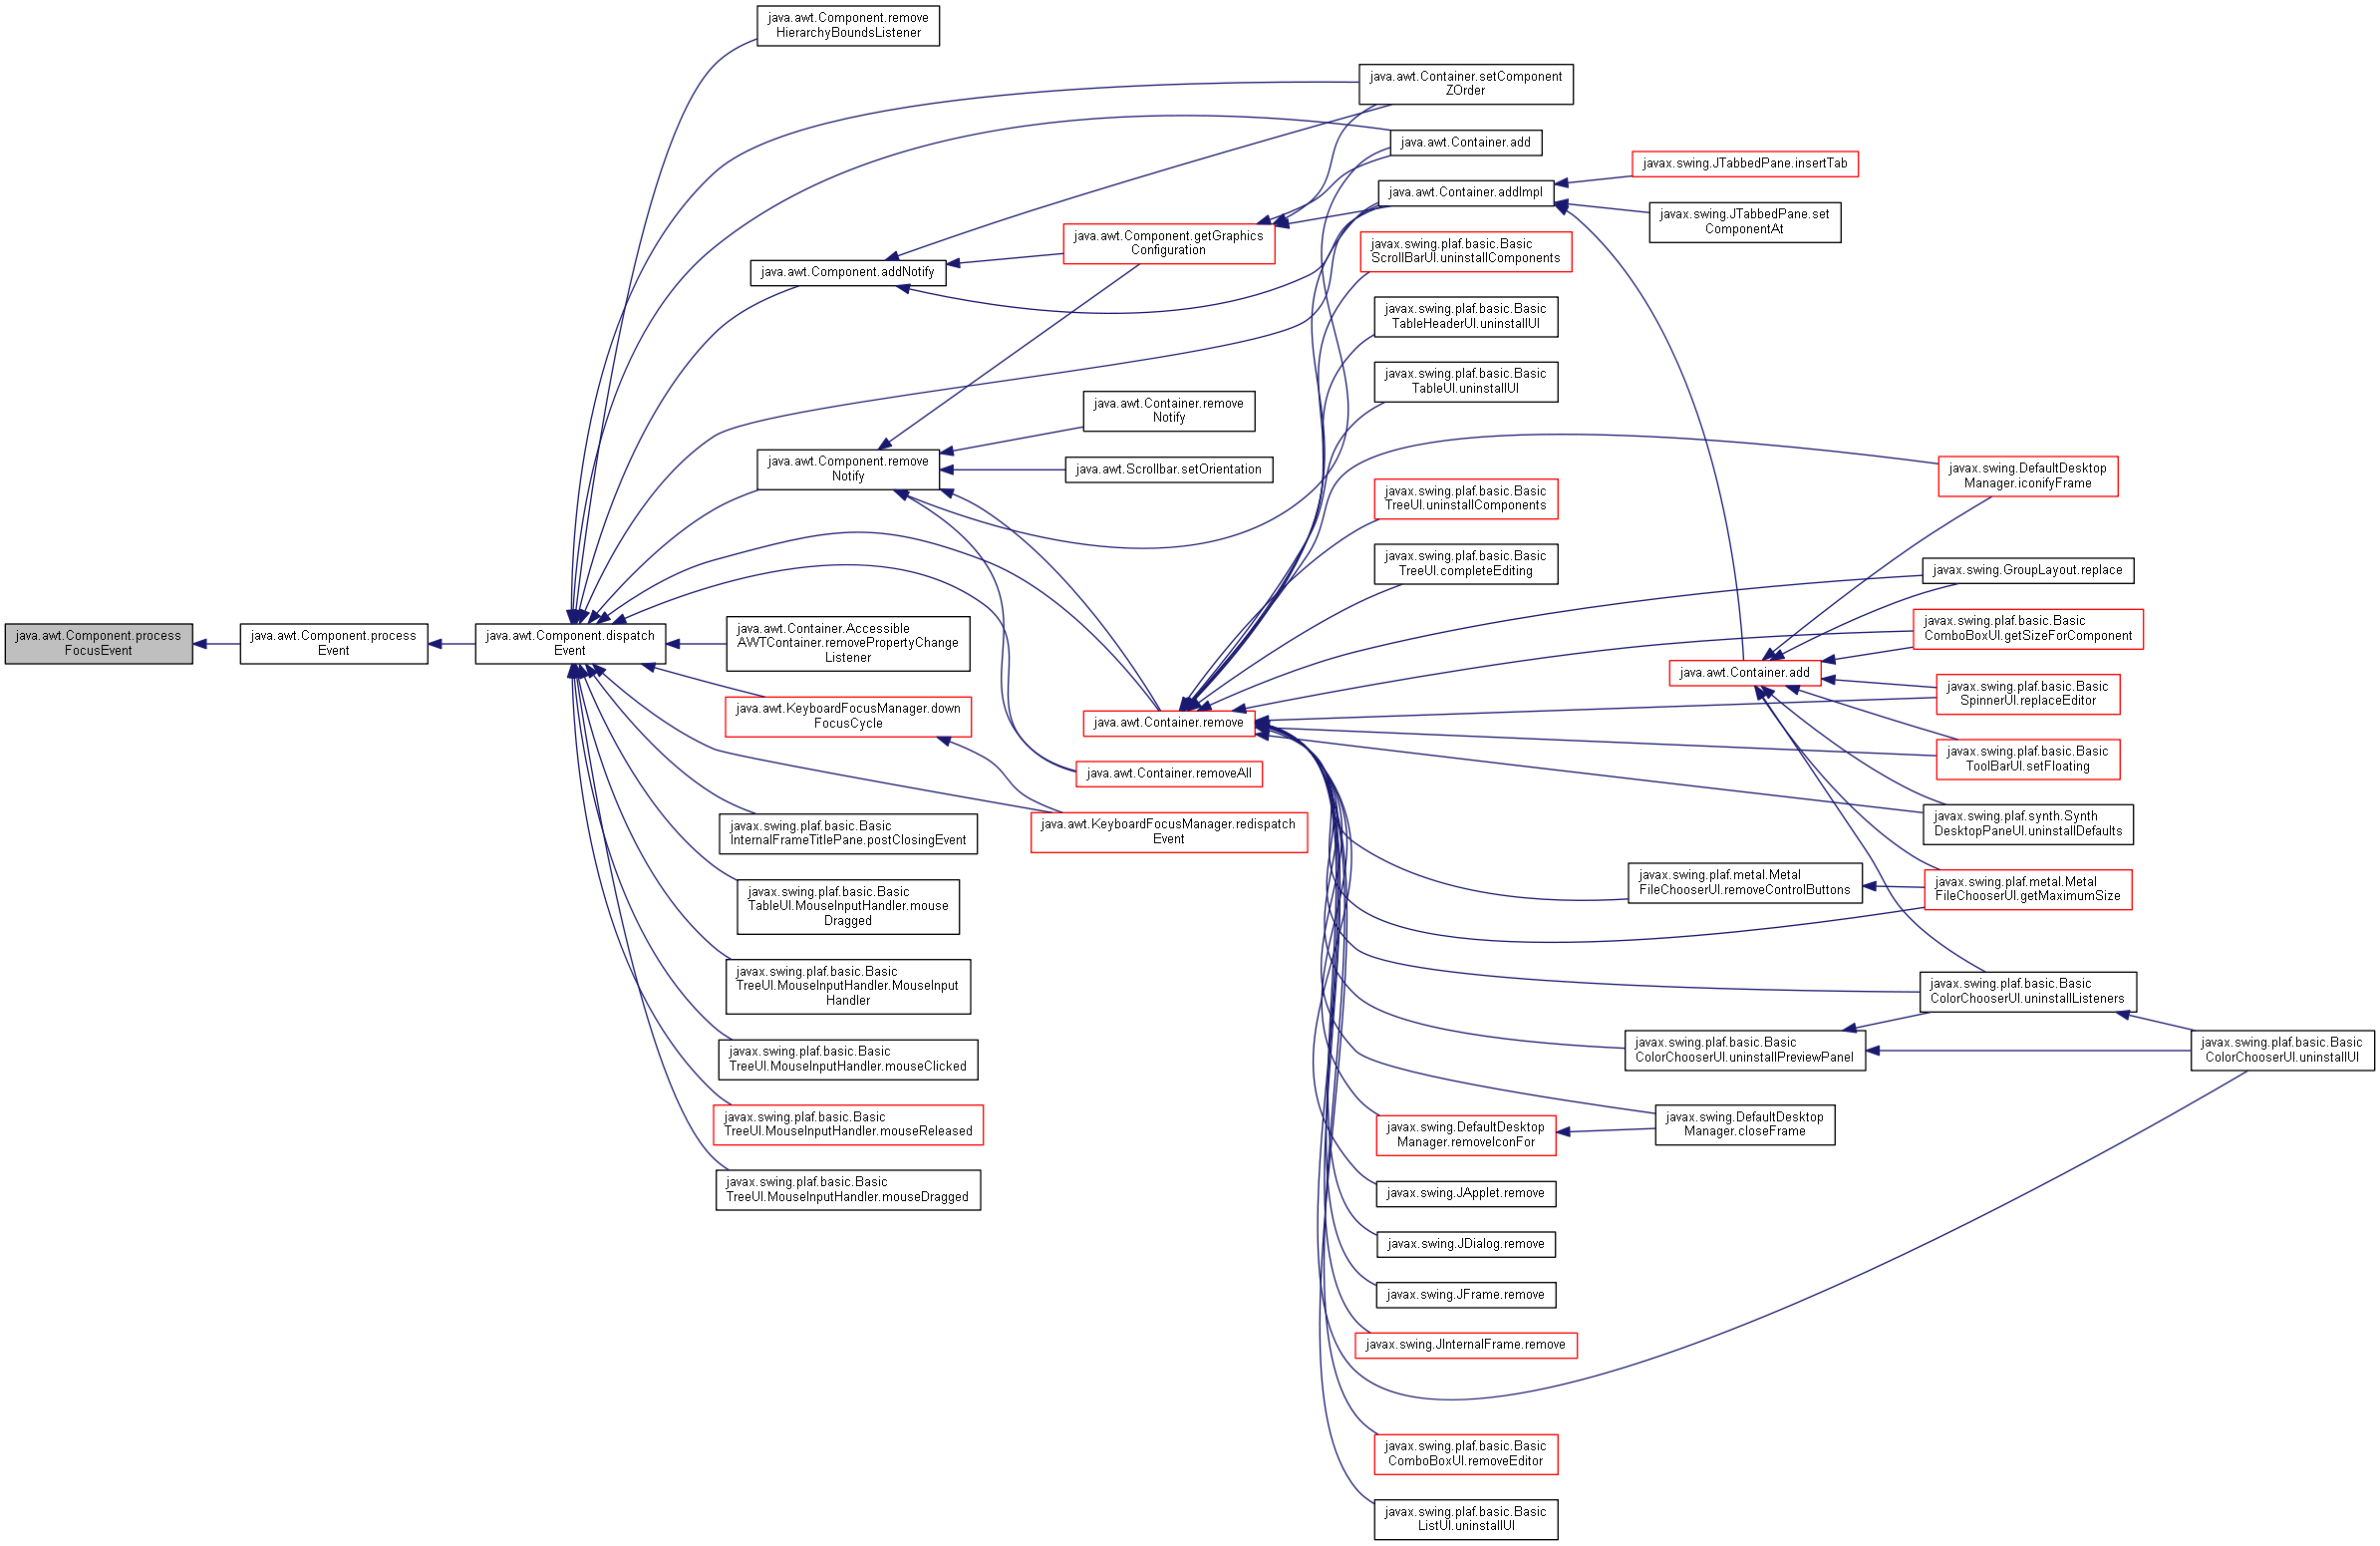 java.awt.Component.process
FocusEvent
java.awt.Component.process
Event
java.awt.Component.dispatch
Event
java.awt.Component.remove
HierarchyBoundsListener
java.awt.Component.addNotify
java.awt.Component.remove
Notify
java.awt.Container.Accessible
AWTContainer.removePropertyChange
Listener
java.awt.KeyboardFocusManager.down
FocusCycle
javax.swing.plaf.basic.Basic
InternalFrameTitlePane.postClosingEvent
javax.swing.plaf.basic.Basic
TableUI.MouseInputHandler.mouse
Dragged
javax.swing.plaf.basic.Basic
TreeUI.MouseInputHandler.MouseInput
Handler
javax.swing.plaf.basic.Basic
TreeUI.MouseInputHandler.mouseClicked
javax.swing.plaf.basic.Basic
TreeUI.MouseInputHandler.mouseReleased
javax.swing.plaf.basic.Basic
TreeUI.MouseInputHandler.mouseDragged
java.awt.Component.getGraphics
Configuration
java.awt.Container.remove
Notify
java.awt.Scrollbar.setOrientation
java.awt.Container.remove
java.awt.Container.removeAll
java.awt.KeyboardFocusManager.redispatch
Event
java.awt.Container.setComponent
ZOrder
java.awt.Container.add
java.awt.Container.addImpl
javax.swing.plaf.basic.Basic
ScrollBarUI.uninstallComponents
javax.swing.plaf.basic.Basic
TableHeaderUI.uninstallUI
javax.swing.plaf.basic.Basic
TableUI.uninstallUI
javax.swing.plaf.basic.Basic
TreeUI.uninstallComponents
javax.swing.plaf.basic.Basic
TreeUI.completeEditing
javax.swing.DefaultDesktop
Manager.removeIconFor
javax.swing.JApplet.remove
javax.swing.JDialog.remove
javax.swing.JFrame.remove
javax.swing.JInternalFrame.remove
javax.swing.plaf.basic.Basic
ComboBoxUI.removeEditor
javax.swing.plaf.basic.Basic
ListUI.uninstallUI
javax.swing.JTabbedPane.insertTab
javax.swing.JTabbedPane.set
ComponentAt
java.awt.Container.add
javax.swing.plaf.metal.Metal
FileChooserUI.removeControlButtons
javax.swing.plaf.basic.Basic
ColorChooserUI.uninstallPreviewPanel
javax.swing.DefaultDesktop
Manager.closeFrame
javax.swing.DefaultDesktop
Manager.iconifyFrame
javax.swing.GroupLayout.replace
javax.swing.plaf.basic.Basic
ComboBoxUI.getSizeForComponent
javax.swing.plaf.basic.Basic
SpinnerUI.replaceEditor
javax.swing.plaf.basic.Basic
ToolBarUI.setFloating
javax.swing.plaf.synth.Synth
DesktopPaneUI.uninstallDefaults
javax.swing.plaf.metal.Metal
FileChooserUI.getMaximumSize
javax.swing.plaf.basic.Basic
ColorChooserUI.uninstallListeners
javax.swing.plaf.basic.Basic
ColorChooserUI.uninstallUI